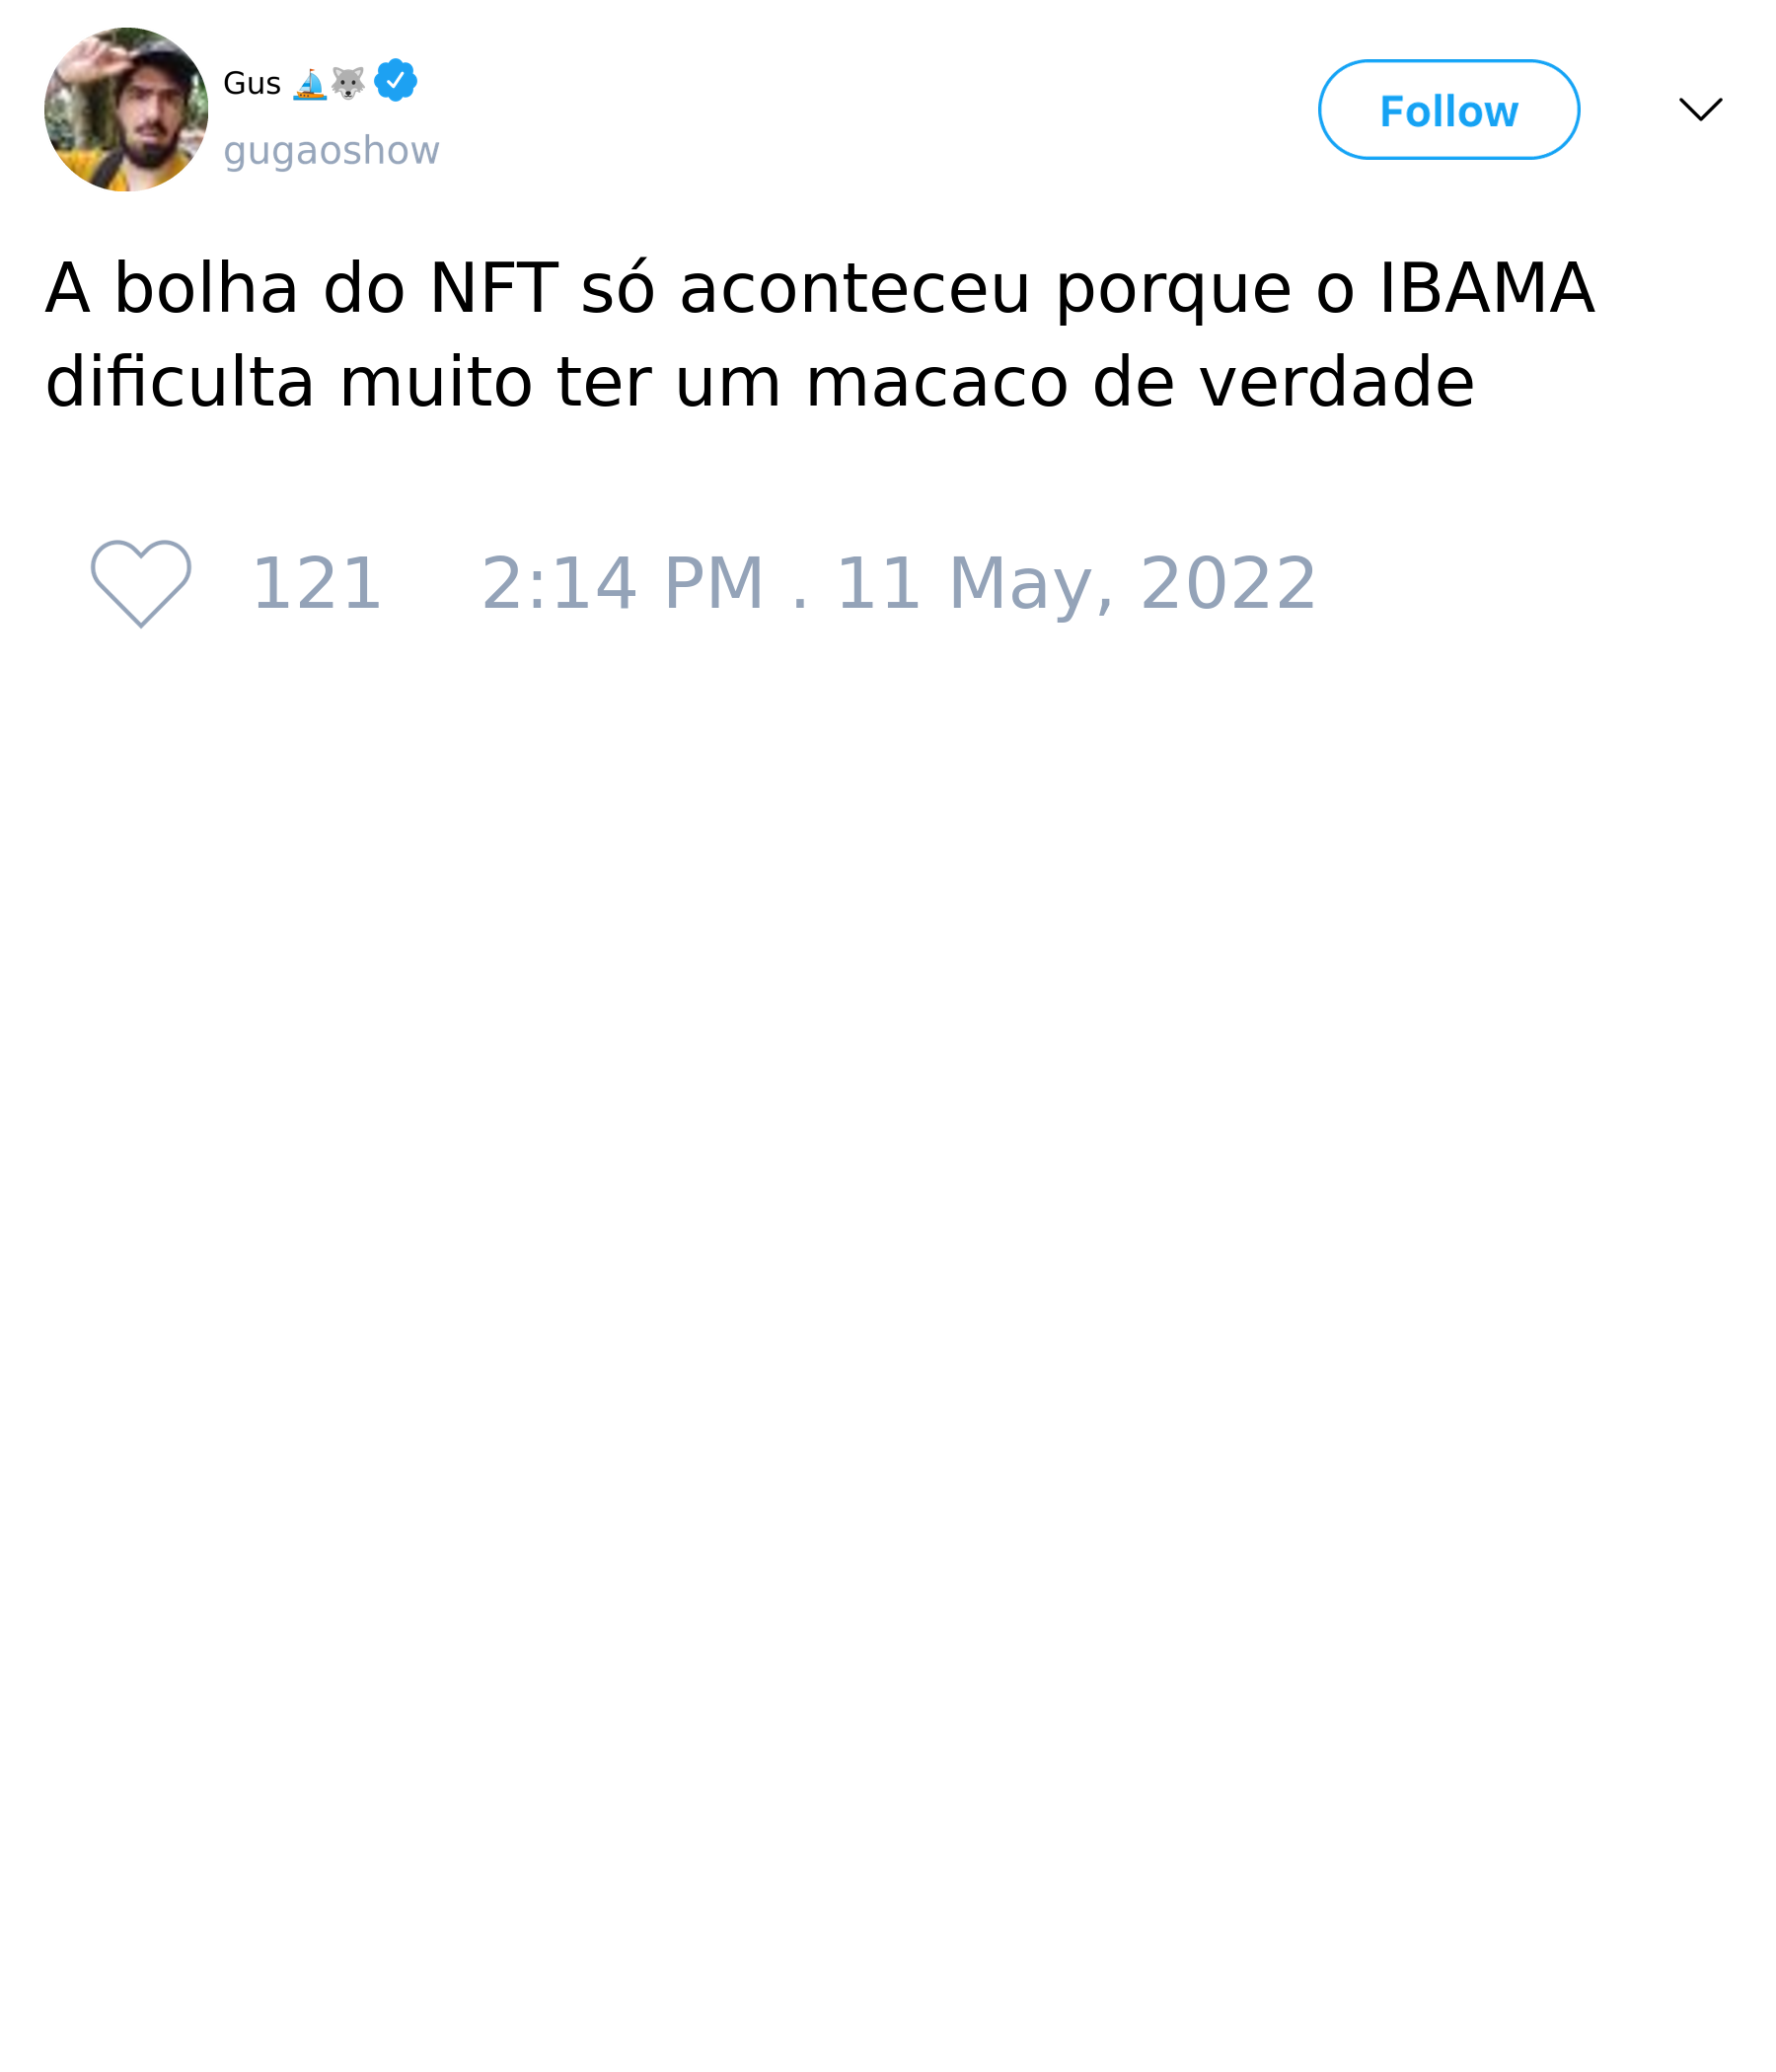 Gus ⛵🐺
gugaoshow
Follow
A bolha do NFT só aconteceu porque o IBAMA
dificulta muito ter um macaco de verdade
121 2:14 PM . 11 May, 2022